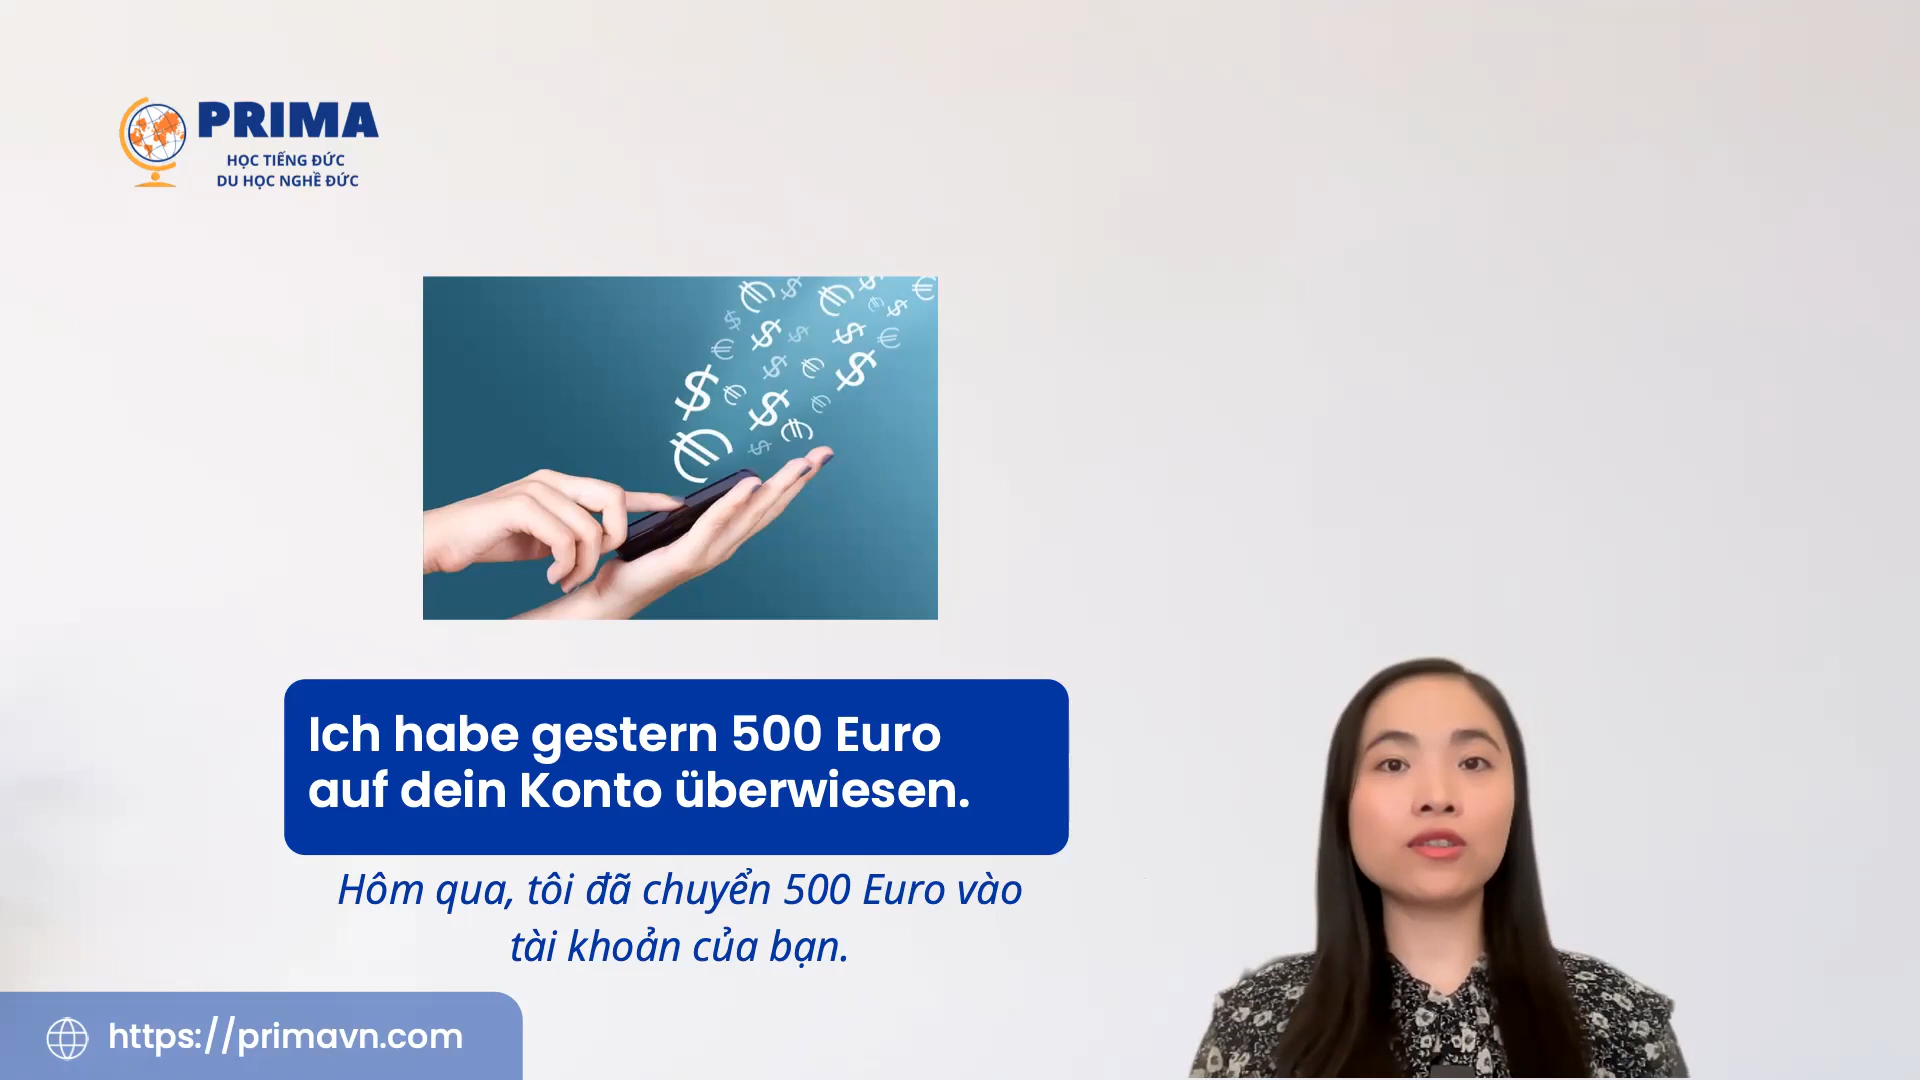 PRIMA
HỌC TIẾNG ĐỨC
DU HỌC NGHỀ ĐỨC
Ich habe gestern 500 Euro
auf dein Konto überwiesen.
Hôm qua, tôi đã chuyển 500 Euro vào
tài khoản của bạn.
https://primavn.com